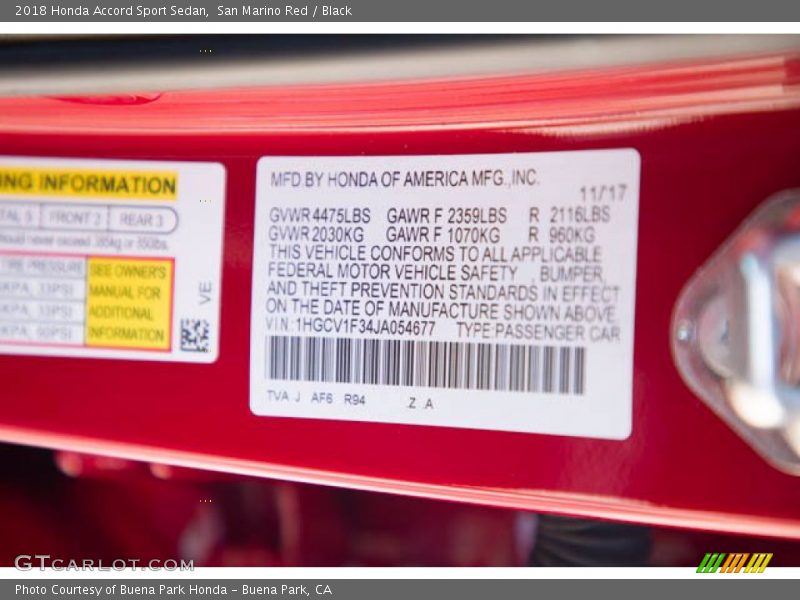 2018 Honda Accord Sport Sedan,  San Marino Red / Black
NG INFORMATION
FRONT 2 REAR 3
TIRE PRESSURE
SEE OWNER'S
MANUAL FOR
ADDITIONAL
INFORMATION
VE
MFD.BY HONDA OF AMERICA MFG.,INC.
11/17
GVWR 4475LBS GAWR F 2359LBS R 2116LBS
GVWR 2030KG GAWR F 1070KG R 960KG
THIS VEHICLE CONFORMS TO ALL APPLICABLE
FEDERAL MOTOR VEHICLE SAFETY , BUMPER,
AND THEFT PREVENTION STANDARDS IN EFFECT
ON THE DATE OF MANUFACTURE SHOWN ABOVE.
V.I.N.:1HGCV1F34JA054677 TYPE:PASSENGER CAR
TVA J AF6 R94 .Z .A
GTCARLOT.COM
Photo Courtesy of Buena Park Honda - Buena Park, CA